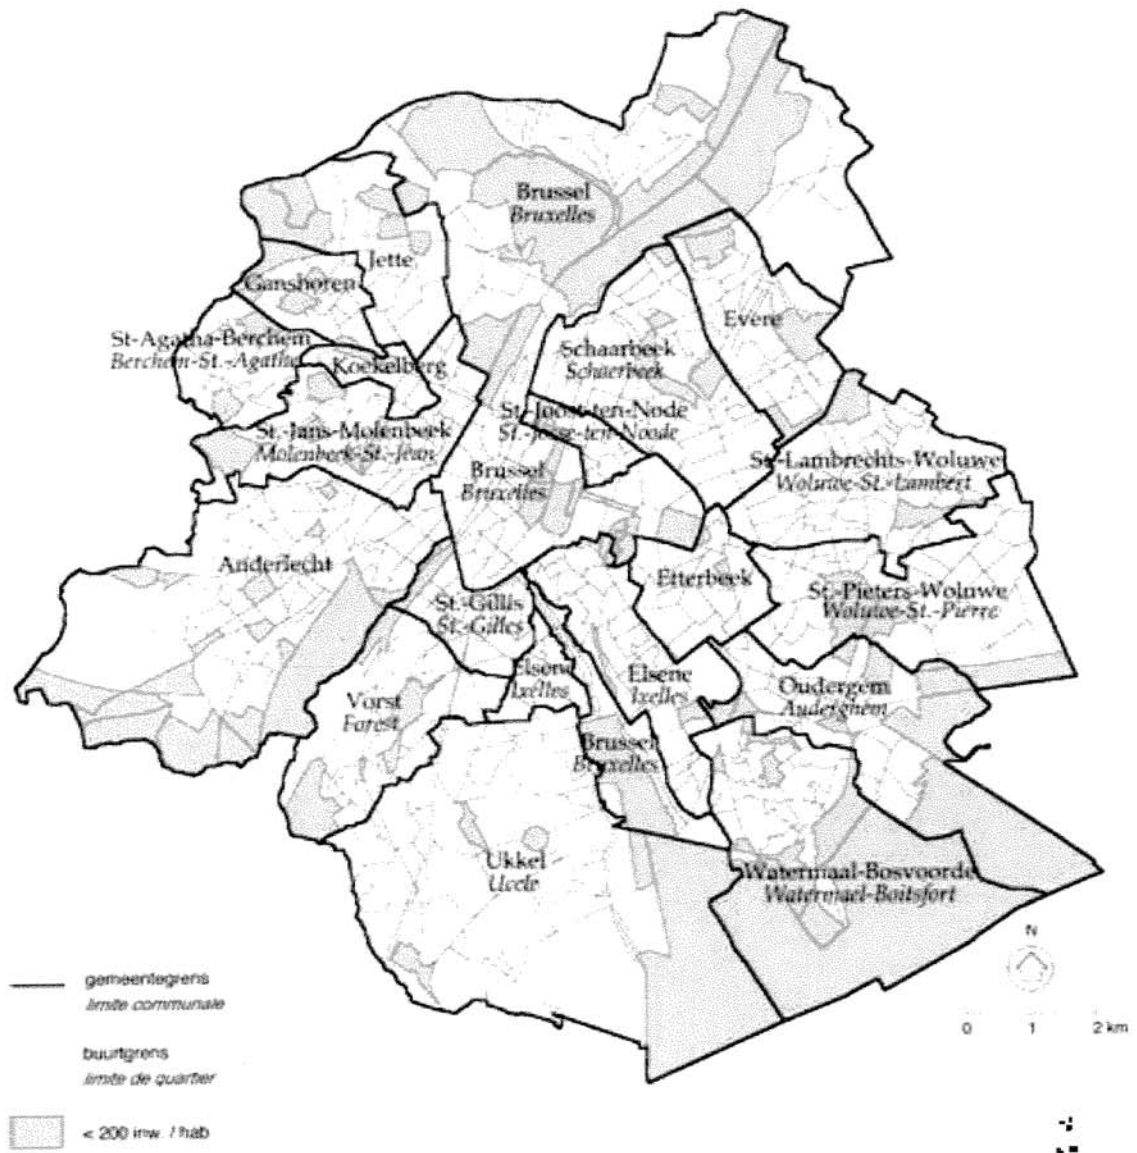 Brussel
Bruxelles
Jette
Ganshoren
Evere
St-Agatha-Berchem
Berchem-St.-Agathe
Koekelberg
Schaarbeek
Schaerbeek
St-Joost-ten-Node
St.-Josse-ten-Noode
St.-Jans-Molenbeek
Molenbeek-St.-Jean
Brussel
Bruxelles
St-Lambrechts-Woluwe
Woluwe-St.-Lambert
Anderlecht
Etterbeek
St.-Pieters-Woluwe
Woluwe-St.-Pierre
St.-Gillis
St.-Gilles
Elsene
Ixelles
Elsene
Ixelles
Oudergem
Auderghem
Vorst
Forest
Brussel
Bruxelles
Ukkel
Uccle
Watermaal-Bosvoorde
Watermael-Boitsfort
N
0 1 2 km
gemeentegrens
limite communale
buurtgrens
limite de quartier
< 200 inw. / hab